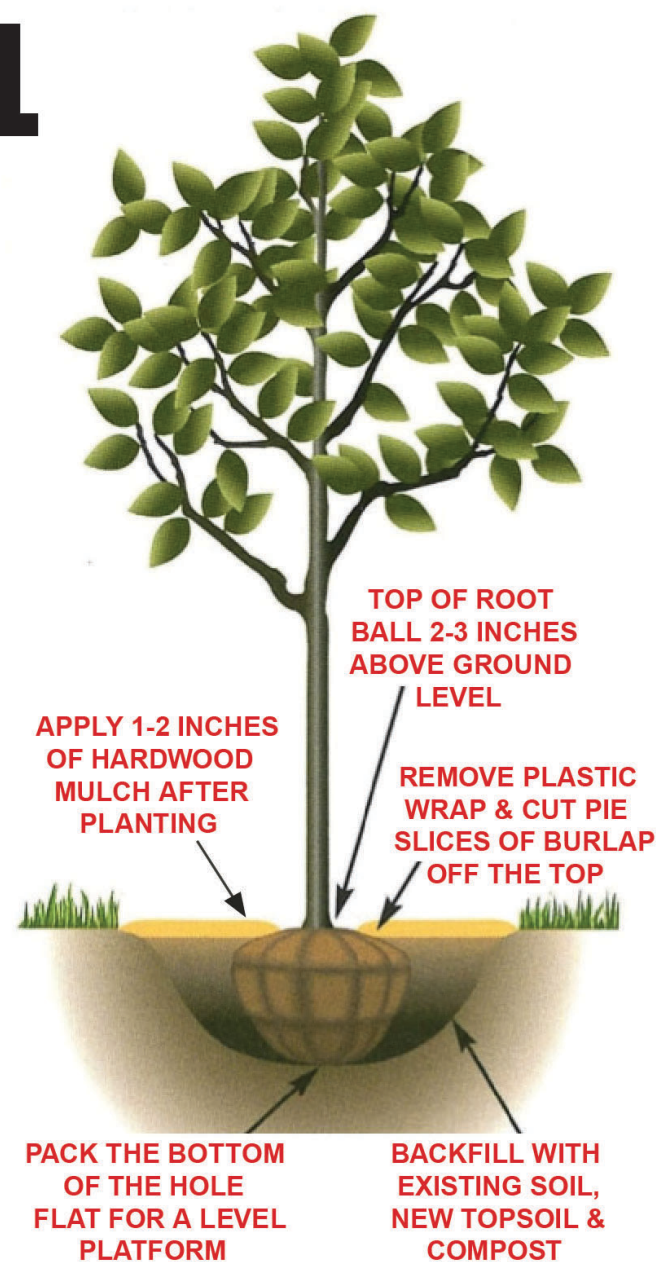 TOP OF ROOT
BALL 2-3 INCHES
ABOVE GROUND
LEVEL
APPLY 1-2 INCHES
OF HARDWOOD
MULCH AFTER
PLANTING
REMOVE PLASTIC
WRAP & CUT PIE
SLICES OF BURLAP
OFF THE TOP
PACK THE BOTTOM
OF THE HOLE
FLAT FOR A LEVEL
PLATFORM
BACKFILL WITH
EXISTING SOIL,
NEW TOPSOIL &
COMPOST